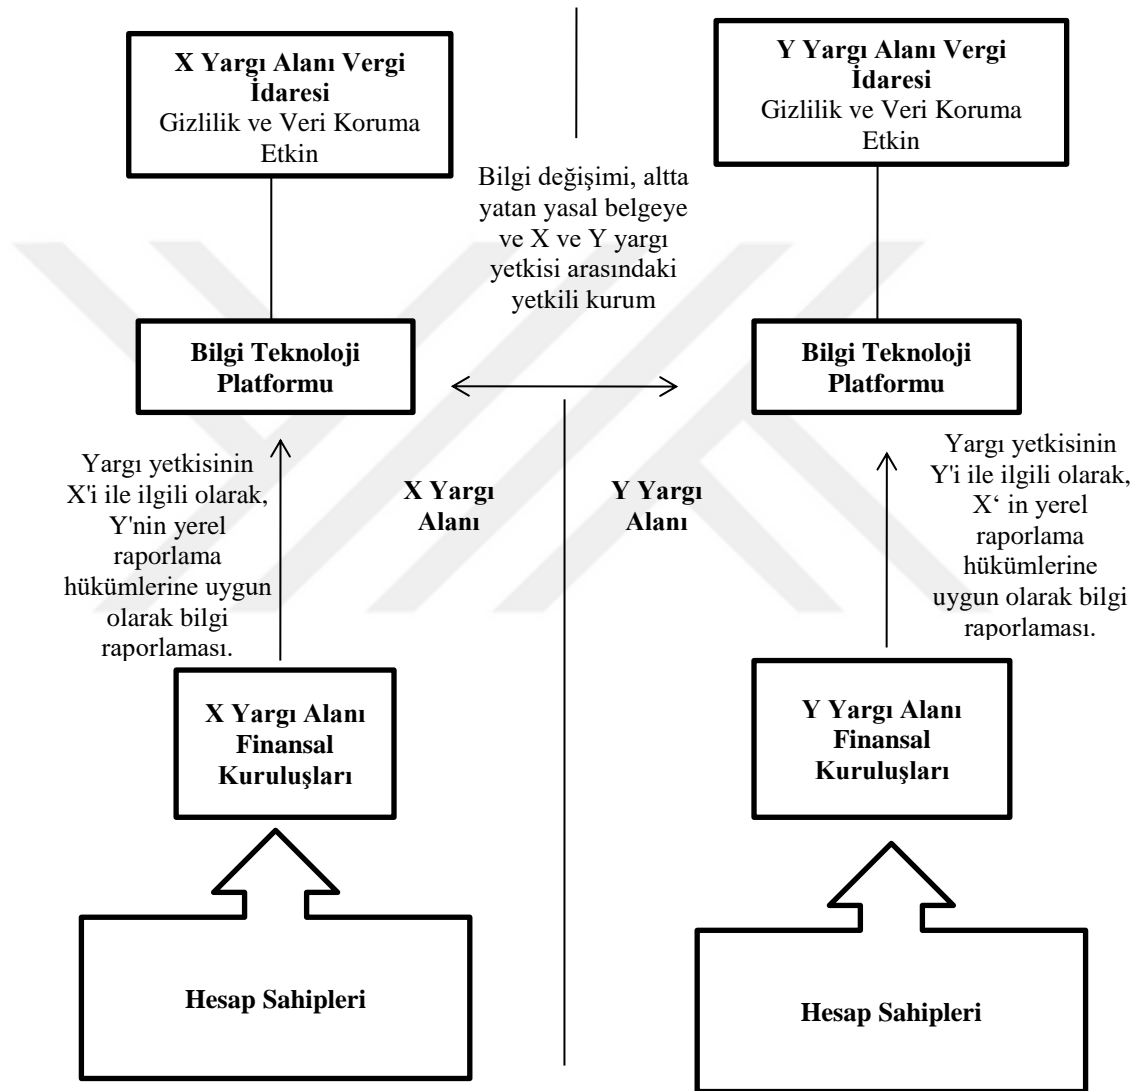 X Yargı Alanı Vergi
İdaresi
Gizlilik ve Veri Koruma
Etkin
Y Yargı Alanı Vergi
İdaresi
Gizlilik ve Veri Koruma
Etkin
Bilgi değişimi, altta
yatan yasal belgeye
ve X ve Y yargı
yetkisi arasındaki
yetkili kurum
Bilgi Teknoloji
Platformu
Bilgi Teknoloji
Platformu
Yargı yetkisinin
X'i ile ilgili olarak,
Y'nin yerel
raporlama
hükümlerine uygun
olarak bilgi
raporlaması.
X Yargı
Alanı
Y Yargı
Alanı
Yargı yetkisinin
Y'i ile ilgili olarak,
X‘ in yerel
raporlama
hükümlerine
uygun olarak bilgi
raporlaması.
X Yargı Alanı
Finansal
Kuruluşları
Y Yargı Alanı
Finansal
Kuruluşları
Hesap Sahipleri
Hesap Sahipleri